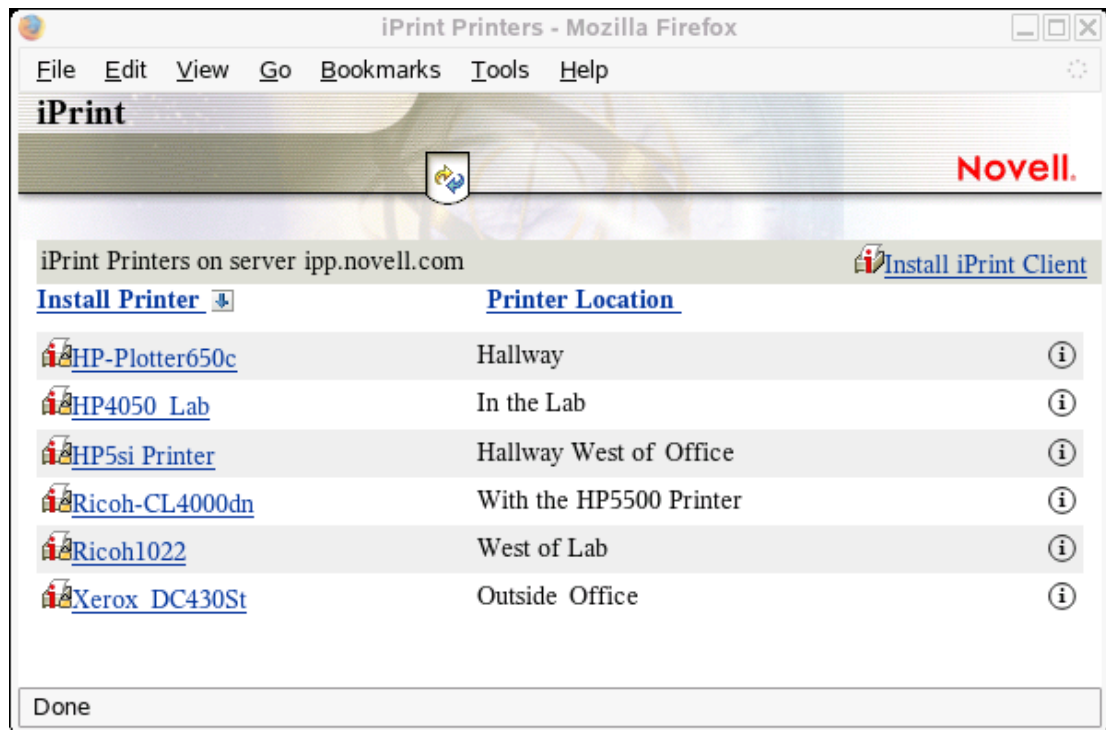 iPrint Printers - Mozilla Firefox
File Edit View Go Bookmarks Tools Help
iPrint
Novell.
iPrint Printers on server ipp.novell.com Install iPrint Client
Install Printer Printer Location
HP-Plotter650c Hallway
HP4050_Lab In the Lab
HP5si Printer Hallway West of Office
Ricoh-CL4000dn With the HP5500 Printer
Ricoh1022 West of Lab
Xerox_DC430St Outside Office
Done